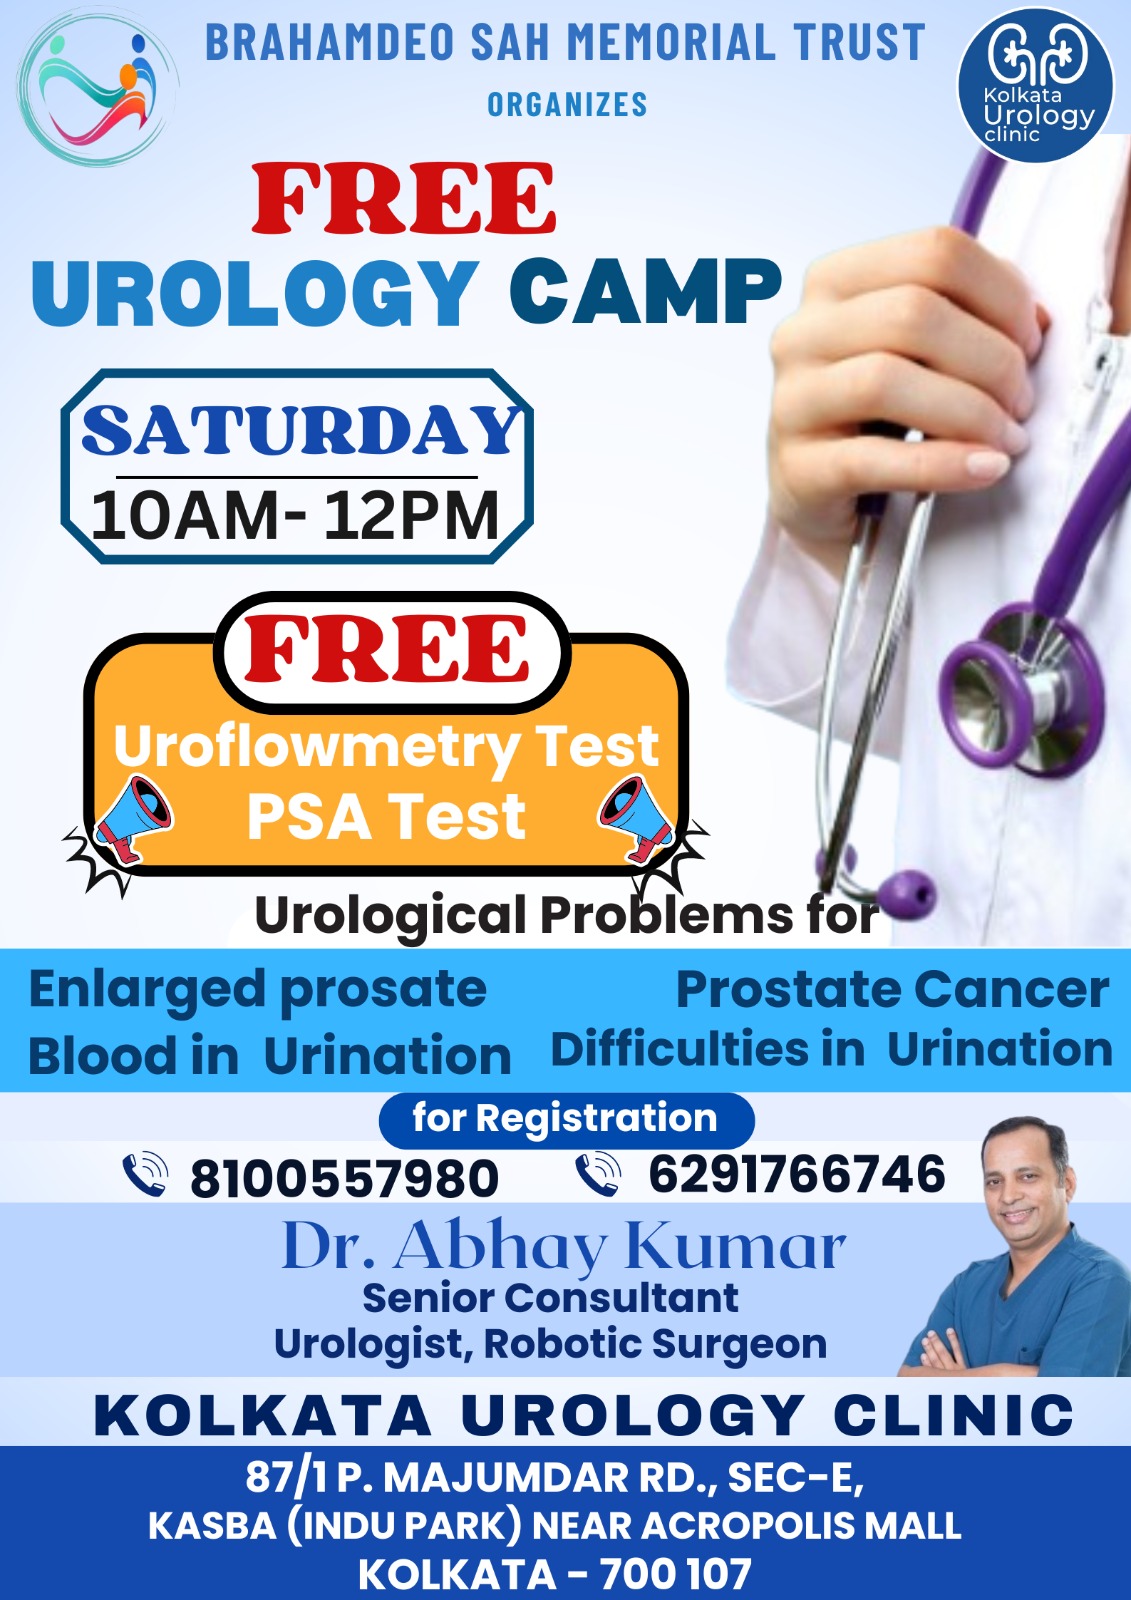 BRAHAMDEO SAH MEMORIAL TRUST
ORGANIZES
Kolkata
Urology
clinic
FREE
UROLOGY CAMP
SATURDAY
10AM- 12PM
FREE
Uroflowmetry Test
PSA Test
Urological Problems for
Enlarged prosate
Prostate Cancer
Blood in Urination
Difficulties in Urination
for Registration
8100557980
6291766746
Dr. Abhay Kumar
Senior Consultant
Urologist, Robotic Surgeon
KOLKATA UROLOGY CLINIC
87/1 P. MAJUMDAR RD., SEC-E,
KASBA (INDU PARK) NEAR ACROPOLIS MALL
KOLKATA - 700 107